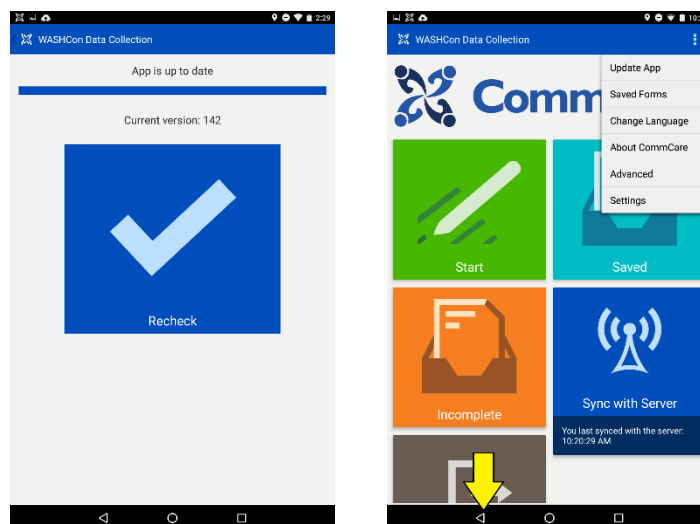 2:29
WASHCon Data Collection
App is up to date
Current version: 142
Recheck
10:
WASHCon Data Collection
Comm
Update App
Saved Forms
Change Language
About CommCare
Advanced
Settings
Start
Saved
Incomplete
Sync with Server
You last synced with the server:
10:20:29 AM